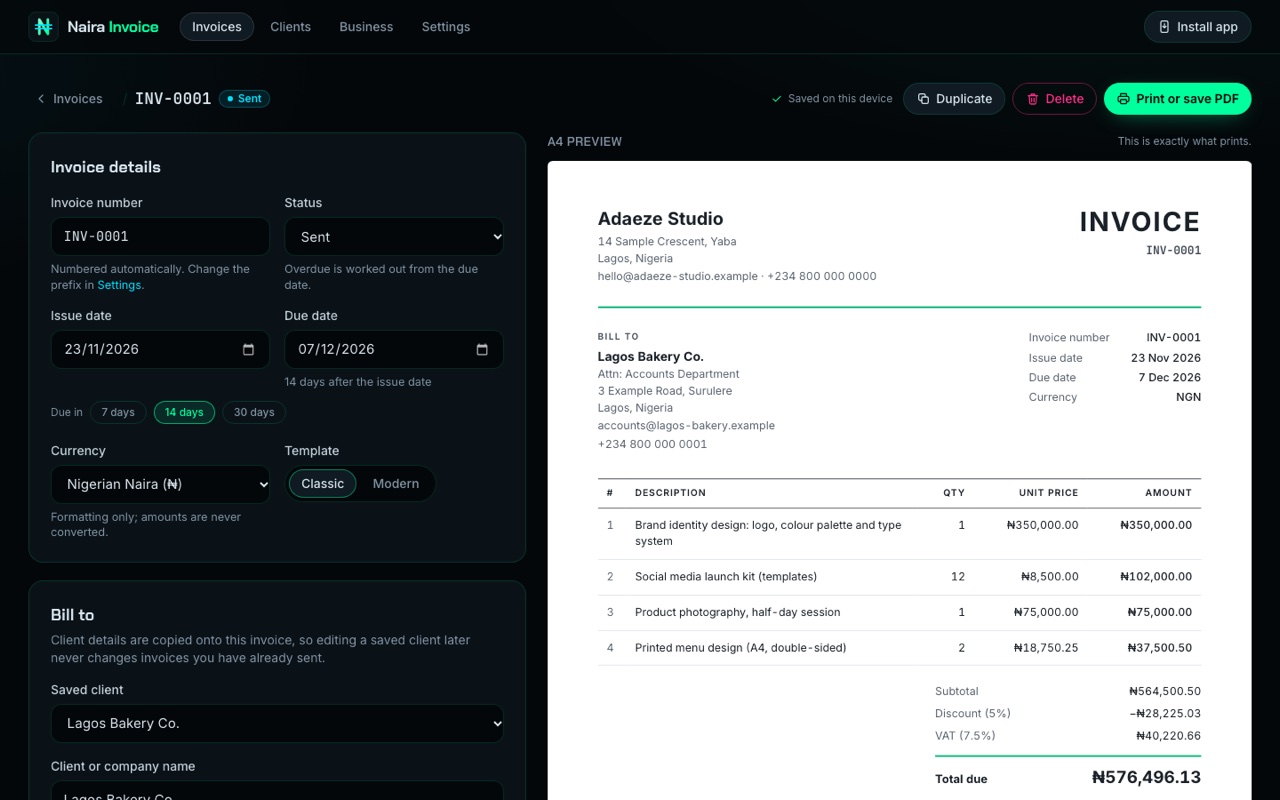 ₦ Naira Invoice Invoices Clients Business Settings Install app
Invoices / INV-0001 Sent Saved on this device Duplicate Delete Print or save PDF
Invoice details
Invoice number Status
INV-0001 Sent
Numbered automatically. Change the
prefix in Settings.
Overdue is worked out from the due
date.
Issue date Due date
23/11/2026 07/12/2026
14 days after the issue date
Due in 7 days 14 days 30 days
Currency Template
Nigerian Naira (₦) Classic Modern
Formatting only; amounts are never
converted.
Bill to
Client details are copied onto this invoice, so editing a saved client later
never changes invoices you have already sent.
Saved client
Lagos Bakery Co.
Client or company name
Lagos Bakery Co.
A4 PREVIEW This is exactly what prints.
Adaeze Studio INVOICE
14 Sample Crescent, Yaba INV-0001
Lagos, Nigeria
hello@adaeze-studio.example · +234 800 000 0000
BILL TO
Lagos Bakery Co.
Attn: Accounts Department
3 Example Road, Surulere
Lagos, Nigeria
accounts@lagos-bakery.example
+234 800 000 0001
Invoice number INV-0001
Issue date 23 Nov 2026
Due date 7 Dec 2026
Currency NGN
# DESCRIPTION QTY UNIT PRICE AMOUNT
1 Brand identity design: logo, colour palette and type 1 ₦350,000.00 ₦350,000.00
system
2 Social media launch kit (templates) 12 ₦8,500.00 ₦102,000.00
3 Product photography, half-day session 1 ₦75,000.00 ₦75,000.00
4 Printed menu design (A4, double-sided) 2 ₦18,750.25 ₦37,500.50
Subtotal ₦564,500.50
Discount (5%) −₦28,225.03
VAT (7.5%) ₦40,220.66
Total due ₦576,496.13